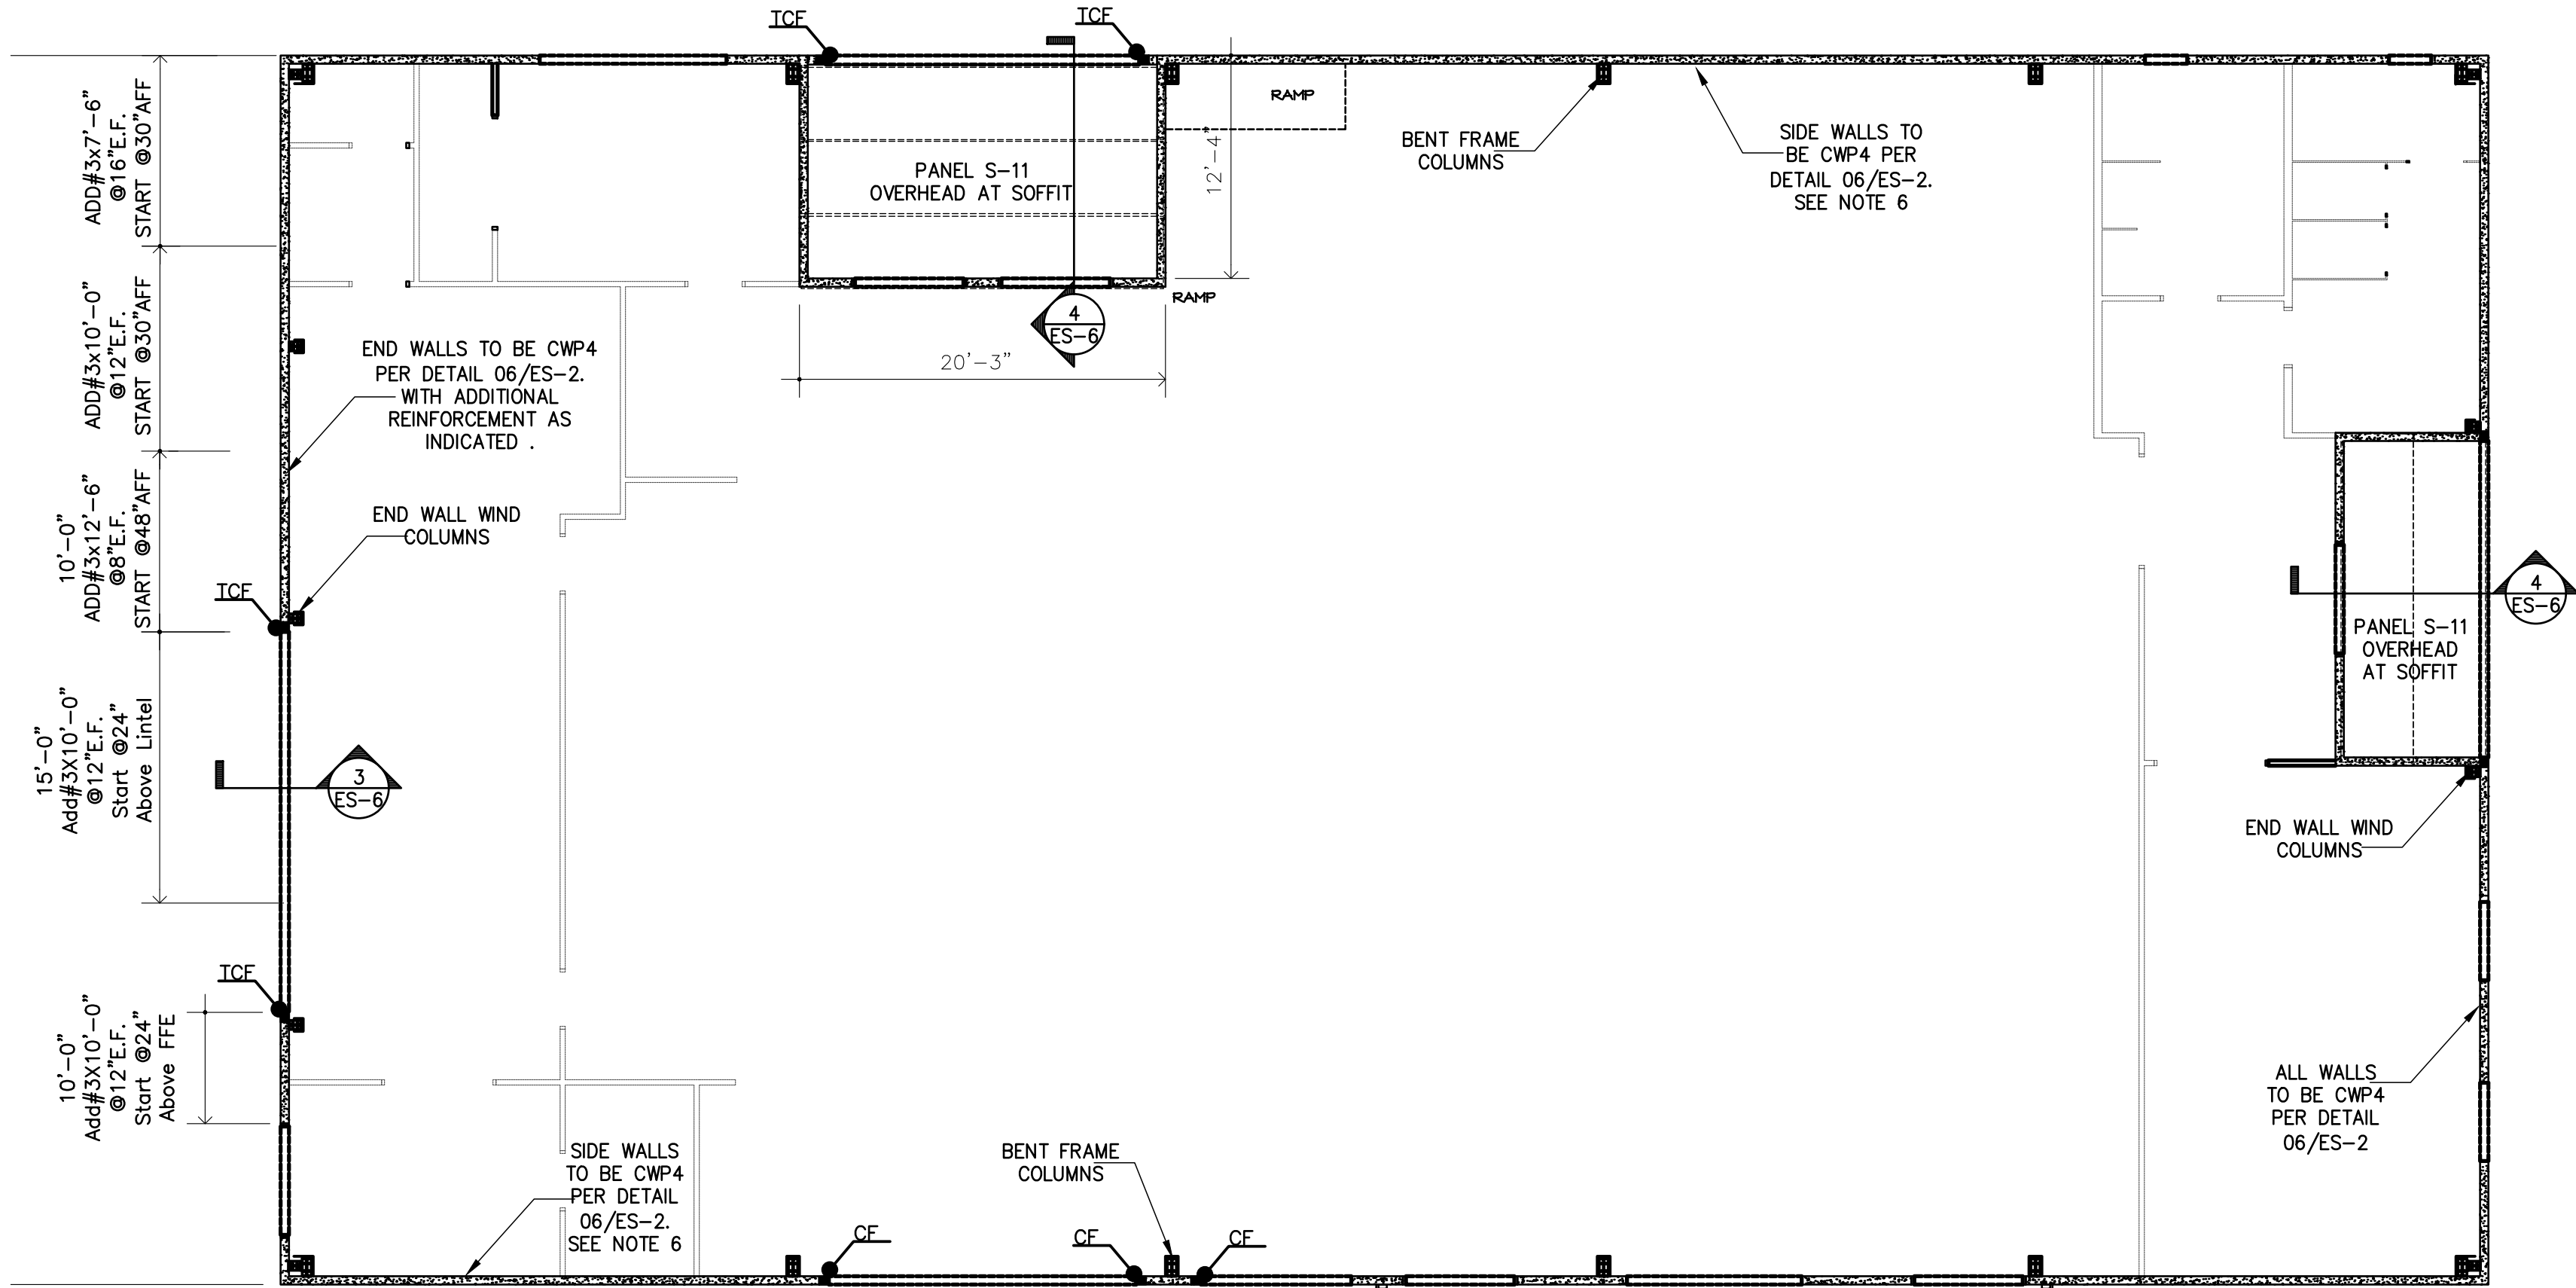 TCF
TCF
ADD#3x7'-6"
@16"E.F.
START @30"AFF
RAMP
BENT FRAME
COLUMNS
SIDE WALLS TO
BE CWP4 PER
DETAIL 06/ES-2.
SEE NOTE 6
PANEL S-11
OVERHEAD AT SOFFIT
12'-4"
RAMP
4
ES-6
20'-3"
ADD#3x10'-0"
@12"E.F.
START @30"AFF
END WALLS TO BE CWP4
PER DETAIL 06/ES-2.
WITH ADDITIONAL
REINFORCEMENT AS
INDICATED .
10'-0"
ADD#3x12'-6"
@8"E.F.
START @48"AFF
END WALL WIND
COLUMNS
TCF
4
ES-6
PANEL S-11
OVERHEAD
AT SOFFIT
15'-0"
Add#3X10'-0"
@12"E.F.
Start @24"
Above Lintel
3
ES-6
END WALL WIND
COLUMNS
TCF
10'-0"
Add#3X10'-0"
@12"E.F.
Start @24"
Above FFE
ALL WALLS
TO BE CWP4
PER DETAIL
06/ES-2
SIDE WALLS
TO BE CWP4
PER DETAIL
06/ES-2.
SEE NOTE 6
BENT FRAME
COLUMNS
CF
CF
CF